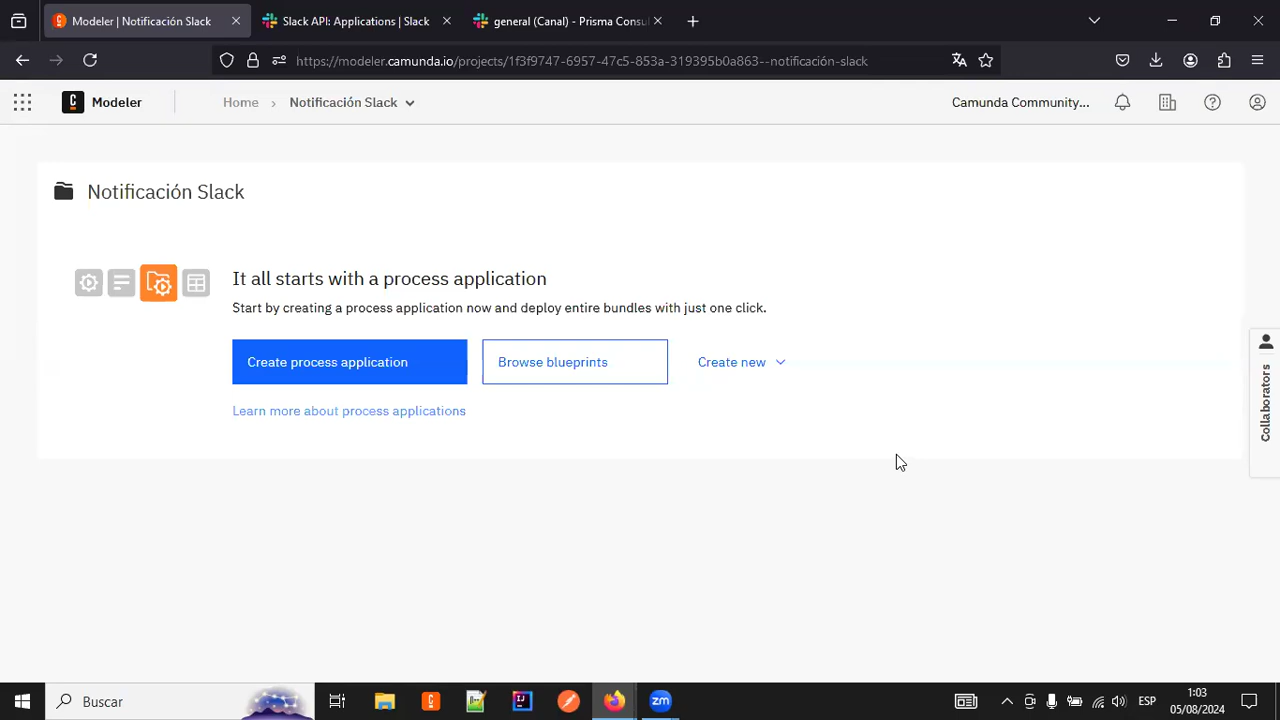 Modeler | Notificación Slack
Slack API: Applications | Slack
general (Canal) - Prisma Consul
https://modeler.camunda.io/projects/1f3f9747-6957-47c5-853a-319395b0a863--notificación-slack
Modeler
Home
Notificación Slack
Camunda Community...
Notificación Slack
It all starts with a process application
Start by creating a process application now and deploy entire bundles with just one click.
Create process application
Browse blueprints
Create new
Learn more about process applications
Collaborators
Buscar
zm
ESP
1:03
05/08/2024